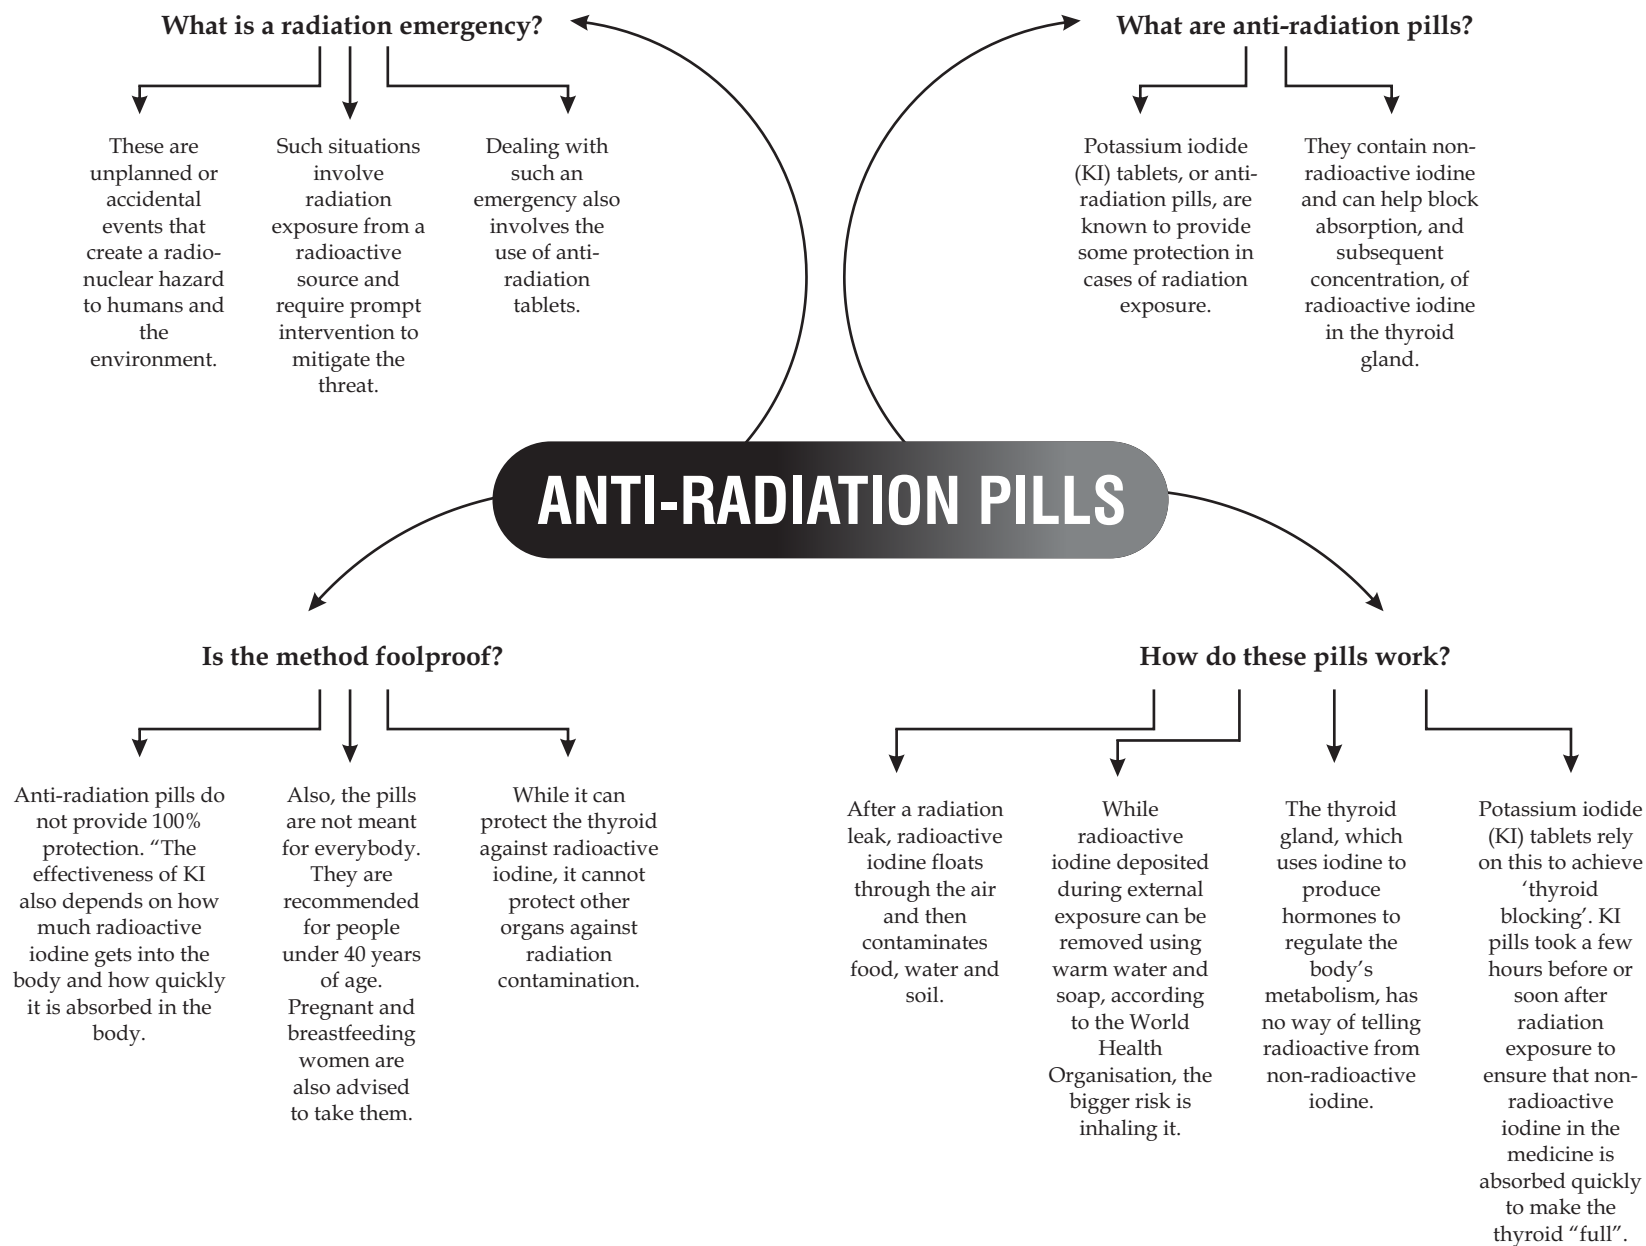 What is a radiation emergency?
These are
unplanned or
accidental
events that
create a radio-
nuclear hazard
to humans and
the
environment.
Such situations
involve
radiation
exposure from a
radioactive
source and
require prompt
intervention to
mitigate the
threat.
Dealing with
such an
emergency also
involves the
use of anti-
radiation
tablets.
What are anti-radiation pills?
Potassium iodide
(KI) tablets, or anti-
radiation pills, are
known to provide
some protection in
cases of radiation
exposure.
They contain non-
radioactive iodine
and can help block
absorption, and
subsequent
concentration, of
radioactive iodine
in the thyroid
gland.
ANTI-RADIATION PILLS
Is the method foolproof?
Anti-radiation pills do
not provide 100%
protection. “The
effectiveness of KI
also depends on how
much radioactive
iodine gets into the
body and how quickly
it is absorbed in the
body.
Also, the pills
are not meant
for everybody.
They are
recommended
for people
under 40 years
of age.
Pregnant and
breastfeeding
women are
also advised
to take them.
While it can
protect the thyroid
against radioactive
iodine, it cannot
protect other
organs against
radiation
contamination.
How do these pills work?
After a radiation
leak, radioactive
iodine floats
through the air
and then
contaminates
food, water and
soil.
While
radioactive
iodine deposited
during external
exposure can be
removed using
warm water and
soap, according
to the World
Health
Organisation, the
bigger risk is
inhaling it.
The thyroid
gland, which
uses iodine to
produce
hormones to
regulate the
body’s
metabolism, has
no way of telling
radioactive from
non-radioactive
iodine.
Potassium iodide
(KI) tablets rely
on this to achieve
‘thyroid
blocking’. KI
pills took a few
hours before or
soon after
radiation
exposure to
ensure that non-
radioactive
iodine in the
medicine is
absorbed quickly
to make the
thyroid “full”.